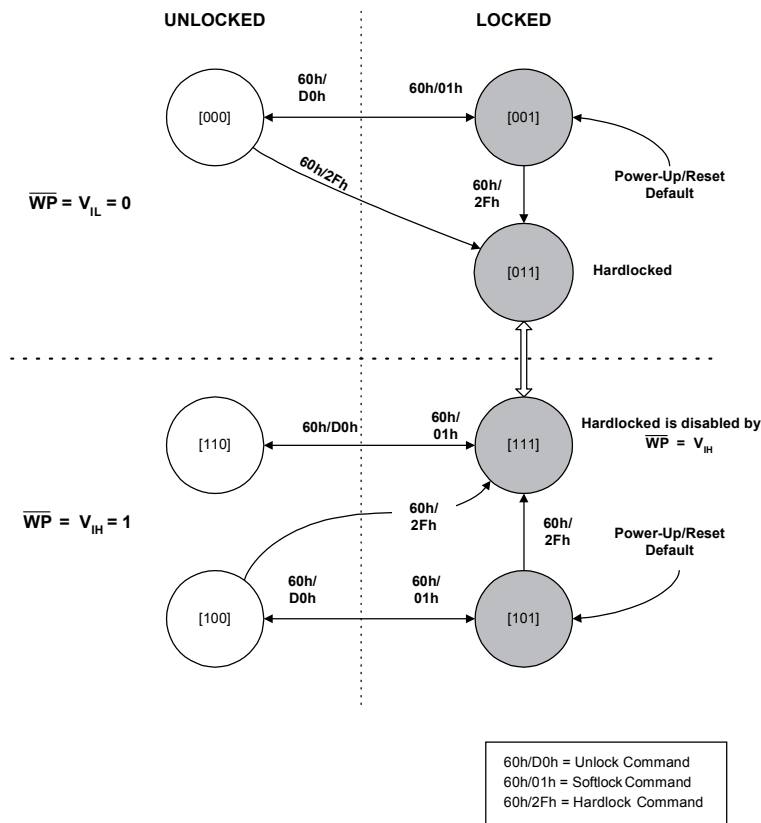 UNLOCKED
LOCKED
60h/
D0h
60h/01h
[000]
[001]
60h/2Fh
60h/
2Fh
Power-Up/Reset
Default
WP = VIL = 0
[011]
Hardlocked
60h/D0h
60h/
01h
[110]
[111]
Hardlocked is disabled by
WP = VIH
60h/
2Fh
60h/
2Fh
WP = VIH = 1
Power-Up/Reset
Default
60h/
D0h
60h/
01h
[100]
[101]
60h/D0h = Unlock Command
60h/01h = Softlock Command
60h/2Fh = Hardlock Command